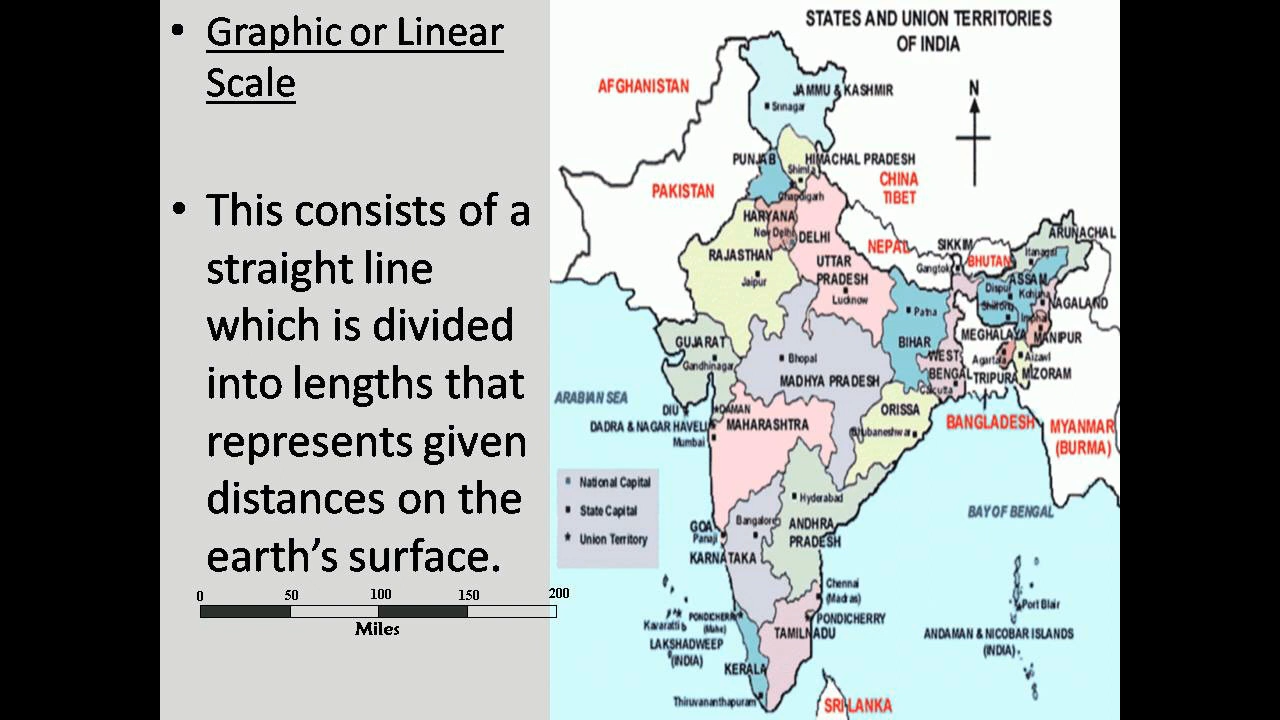 • Graphic or Linear
Scale
• This consists of a
straight line
which is divided
into lengths that
represents given
distances on the
earth's surface.
0 50 100 150 200
Miles
STATES AND UNION TERRITORIES
OF INDIA
N
AFGHANISTAN
JAMMU & KASHMIR
Srinagar
PUNJAB
HIMACHAL PRADESH
Shimla
CHINA
TIBET
PAKISTAN
Chandigarh
HARYANA
New Delhi
DELHI
RAJASTHAN
Jaipur
UTTAR
PRADESH
Lucknow
NEPAL
SIKKIM
Gangtok
BHUTAN
ARUNACHAL
Itanagar
ASSAM
Dispur
Kohima
NAGALAND
Shillong
Imphal
MEGHALAYA
MANIPUR
Agartala
Aizawl
TRIPURA
MIZORAM
Patna
BIHAR
WEST
BENGAL
Calcutta
GUJARAT
Gandhinagar
Bhopal
MADHYA PRADESH
ARABIAN SEA
DIU
DAMAN
DADRA & NAGAR HAVELI
Mumbai
MAHARASHTRA
ORISSA
Bhubaneshwar
BANGLADESH
MYANMAR
(BURMA)
National Capital
State Capital
Union Territory
Hyderabad
BAY OF BENGAL
GOA
Panaji
Bangalore
ANDHRA
PRADESH
KARNATAKA
Chennai
(Madras)
PONDICHERRY
(Mahe)
PONDICHERRY
Kavaratti
LAKSHADWEEP
(INDIA)
TAMILNADU
KERALA
Thiruvananthapuram
Port Blair
ANDAMAN & NICOBAR ISLANDS
(INDIA)
SRI LANKA